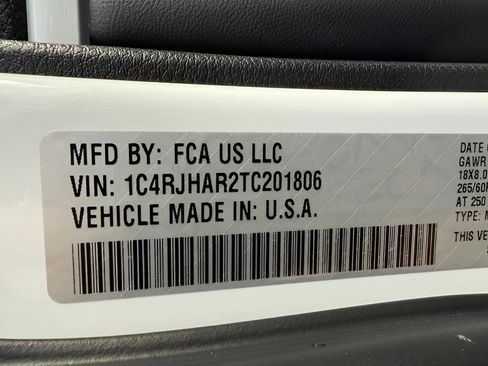 MFD BY: FCA US LLC
VIN: 1C4RJHAR2TC201806
VEHICLE MADE IN: U.S.A.
DATE
GAWR
18X8.0
265/60
AT 250
TYPE:
THIS